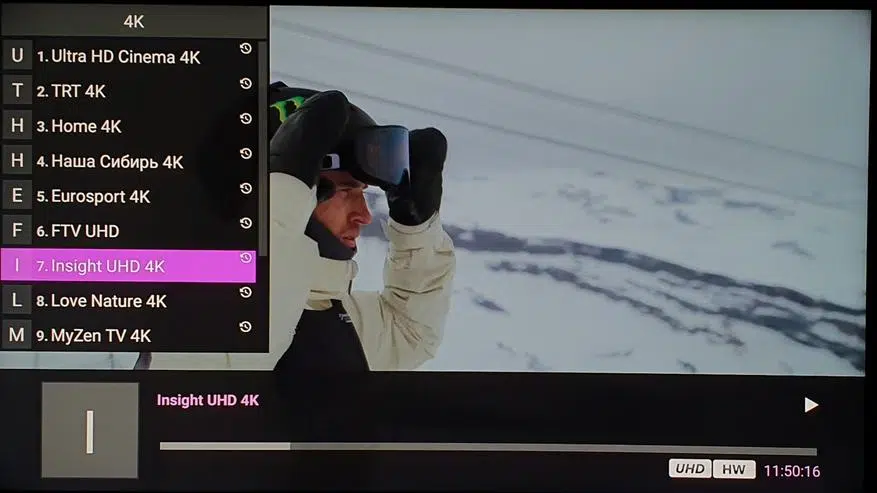 4K
U 1. Ultra HD Cinema 4K
T 2. TRT 4K
H 3. Home 4K
H 4. Наша Сибирь 4K
E 5. Eurosport 4K
F 6. FTV UHD
I 7. Insight UHD 4K
L 8. Love Nature 4K
M 9. MyZen TV 4K
I
Insight UHD 4K
UHD HW 11:50:16